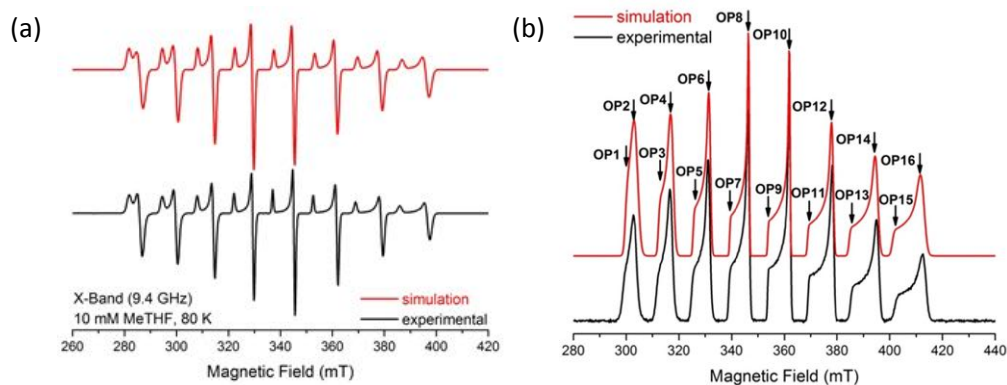 (a)
X-Band (9.4 GHz)
10 mM MeTHF, 80 K
simulation
experimental
260 280 300 320 340 360 380 400 420
Magnetic Field (mT)
(b)
simulation
experimental
OP8
OP10
OP6
OP2
OP4
OP12
OP14
OP1
OP3
OP16
OP5
OP7
OP9
OP11
OP13
OP15
280 300 320 340 360 380 400 420 440
Magnetic Field (mT)